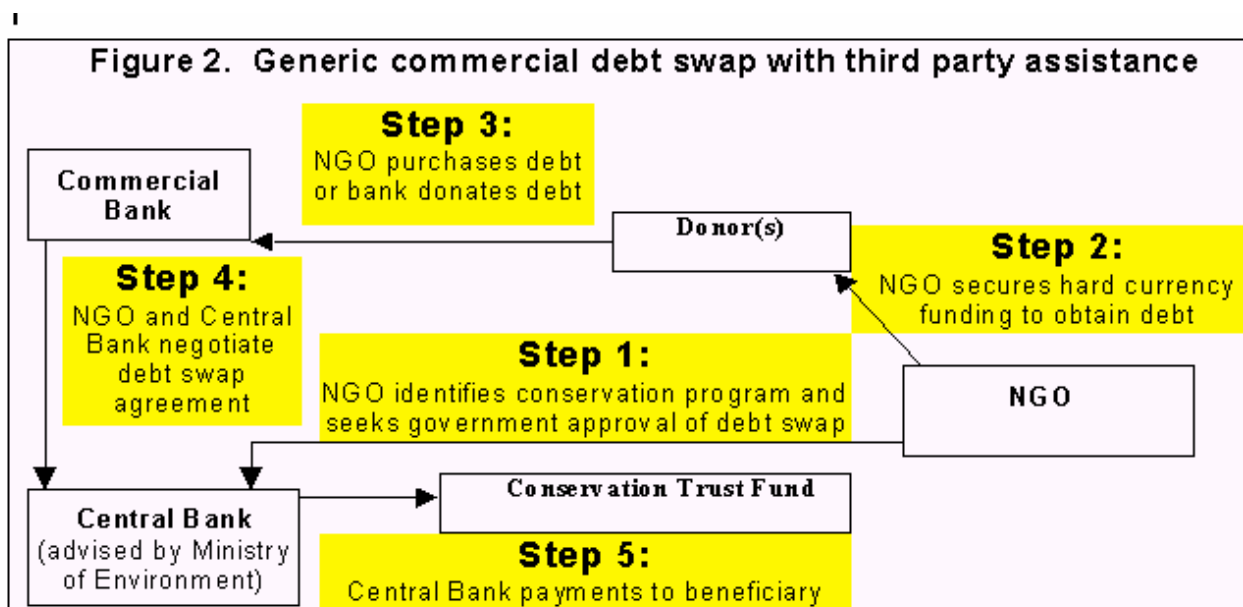 Figure 2. Generic commercial debt swap with third party assistance
Step 3:
NGO purchases debt
or bank donates debt
Commercial
Bank
Donor(s)
Step 2:
NGO secures hard currency
funding to obtain debt
Step 4:
NGO and Central
Bank negotiate
debt swap
agreement
Step 1:
NGO identifies conservation program and
seeks government approval of debt swap
NGO
Conservation Trust Fund
Central Bank
(advised by Ministry
of Environment)
Step 5:
Central Bank payments to beneficiary